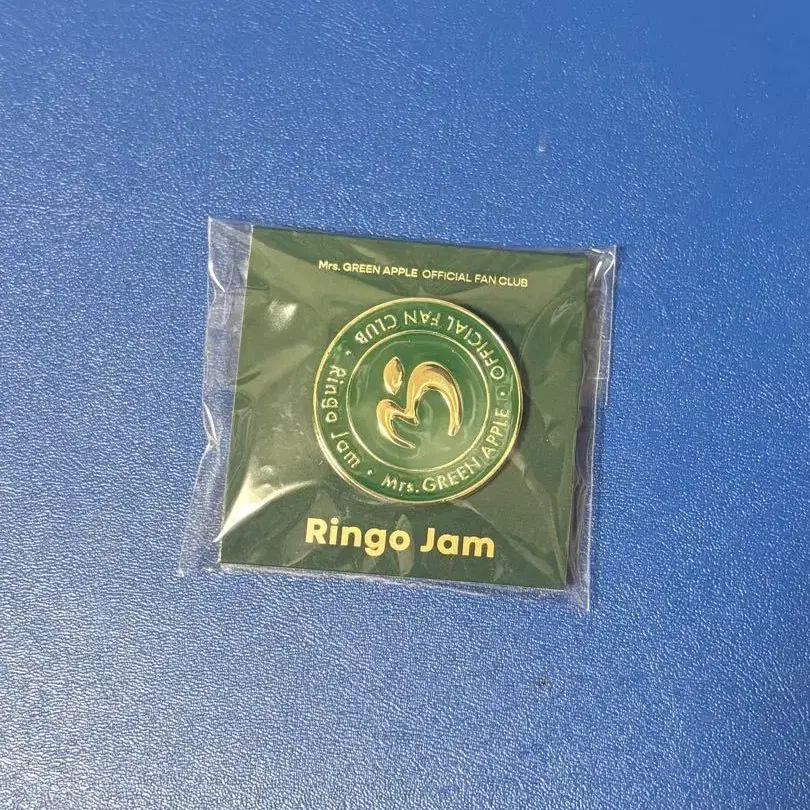 Mrs. GREEN APPLE OFFICIAL FAN CLUB
Mrs. GREEN APPLE • OFFICIAL FAN CLUB • Ringo Jam •
Ringo Jam